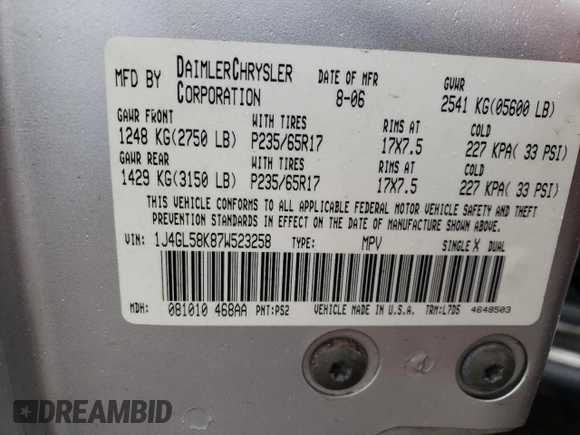 MFD BY DAIMLERCHRYSLER CORPORATION DATE OF MFR 8-06 GVWR 2541 KG(05600 LB)
GAWR FRONT WITH TIRES RIMS AT COLD
1248 KG(2750 LB) P235/65R17 17X7.5 227 KPA( 33 PSI)
GAWR REAR WITH TIRES RIMS AT COLD
1429 KG(3150 LB) P235/65R17 17X7.5 227 KPA( 33 PSI)
THIS VEHICLE CONFORMS TO ALL APPLICABLE FEDERAL MOTOR VEHICLE SAFETY AND THEFT
PREVENTION STANDARDS IN EFFECT ON THE DATE OF MANUFACTURE SHOWN ABOVE.
VIN: 1J4GL58K87W523258 TYPE: MPV SINGLE X DUAL
MDH: 081010 468AA PNT:PS2 VEHICLE MADE IN U.S.A. TRM:L7D5 4648503
DREAMBID